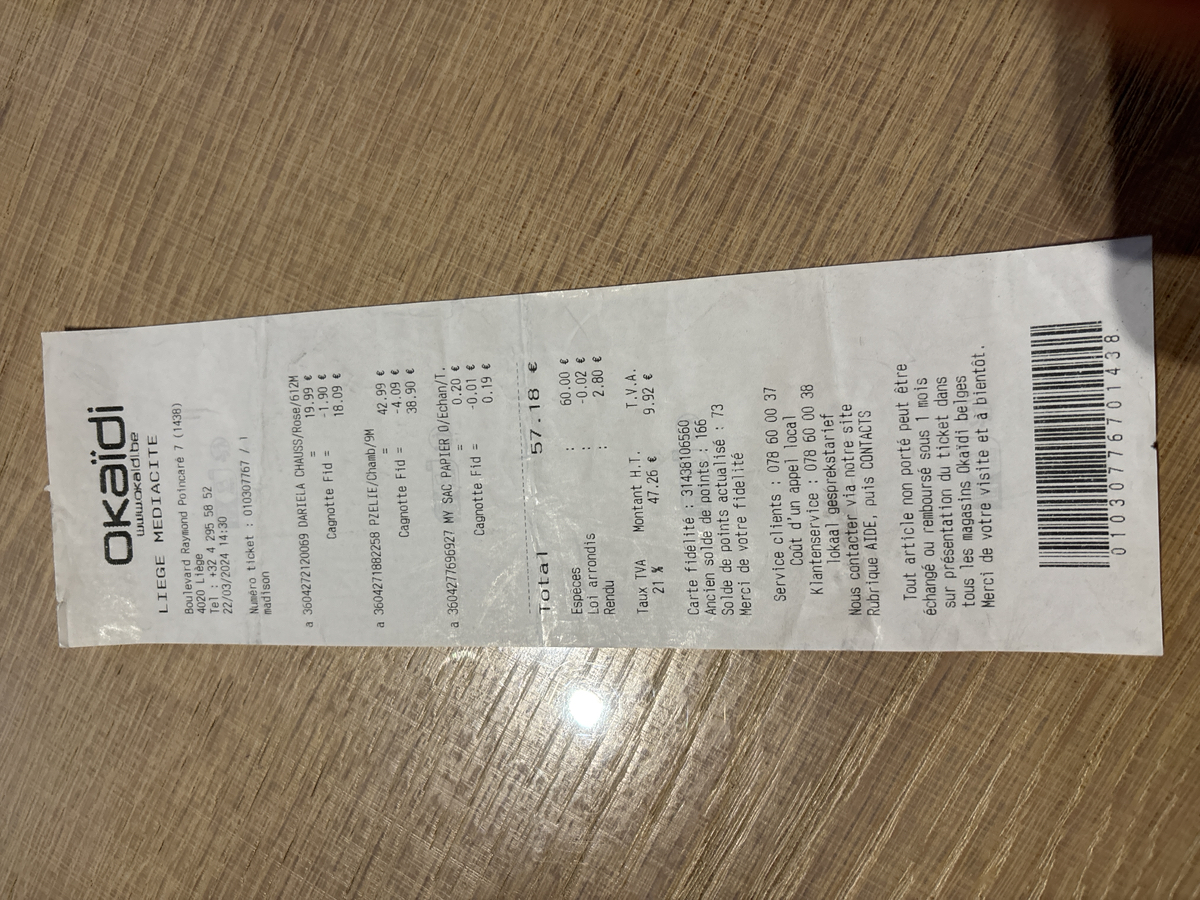 OKaïDI
www.okaidi.be
LIEGE MEDIACITE
Boulevard Raymond Poincaré 7 (1438)
4020 Liège
Tel : +32 4 295 58 52
22/03/2024 14:30
Numéro ticket : 010307767 / 1
madison
a 3604272120069 DARIELA CHAUSS/Rose/612M
= 19.99 €
Cagnotte Fid = -1.90 €
18.09 €
a 3604271882258 PZELIE/Chamb/9M
= 42.99 €
Cagnotte Fid = -4.09 €
38.90 €
a 3604277696927 MY SAC PAPIER O/Echan/T.
= 0.20 €
Cagnotte Fid = -0.01 €
0.19 €
Total 57.18 €
Espèces : 60.00 €
Loi arrondis : -0.02 €
Rendu : 2.80 €
Taux TVA Montant H.T. T.V.A.
21 % 47.26 € 9.92 €
Carte fidélité : 31438106560
Ancien solde de points : 166
Solde de points actualisé : 73
Merci de votre fidelité
Service clients : 078 60 00 37
Coût d'un appel local
Klantenservice : 078 60 00 38
lokaal gesprekstarief
Nous contacter via notre site
Rubrique AIDE, puis CONTACTS
Tout article non porté peut être
échangé ou remboursé sous 1 mois
sur présentation du ticket dans
tous les magasins Okaïdi belges
Merci de votre visite et à bientôt.
01030776701438